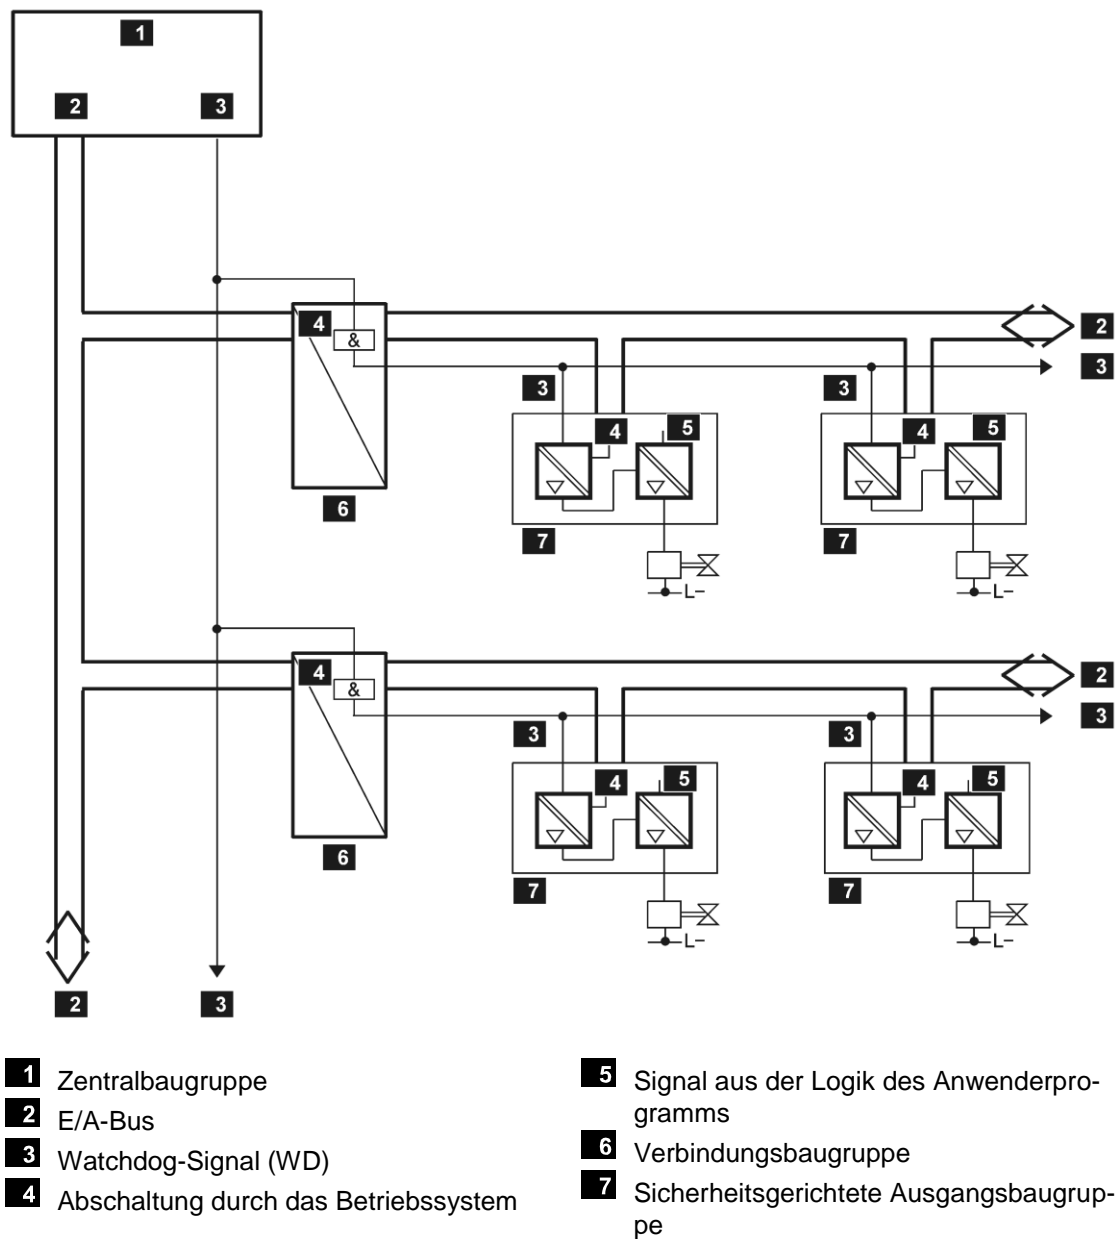 1
2 3
4
&
2
3
3 3
4 5 4 5
6
7 7
L– L–
4
&
2
3
3 3
4 5 4 5
6
7 7
L– L–
2 3
1 Zentralbaugruppe
2 E/A-Bus
3 Watchdog-Signal (WD)
4 Abschaltung durch das Betriebssystem
5 Signal aus der Logik des Anwenderpro-
gramms
6 Verbindungsbaugruppe
7 Sicherheitsgerichtete Ausgangsbaugrup-
pe